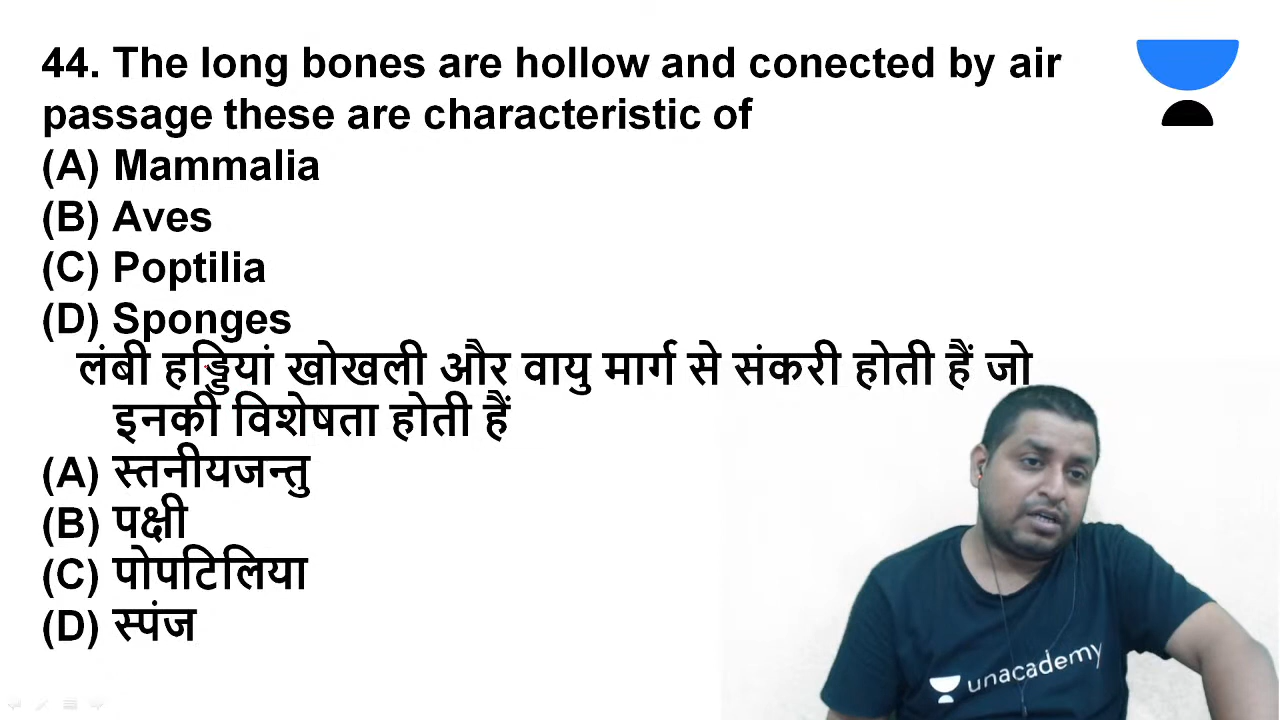 44. The long bones are hollow and conected by air
passage these are characteristic of
(A) Mammalia
(B) Aves
(C) Poptilia
(D) Sponges
लंबी हड्डियां खोखली और वायु मार्ग से संकरी होती हैं जो
इनकी विशेषता होती हैं
(A) स्तनीयजन्तु
(B) पक्षी
(C) पोपटिलिया
(D) स्पंज
unacademy